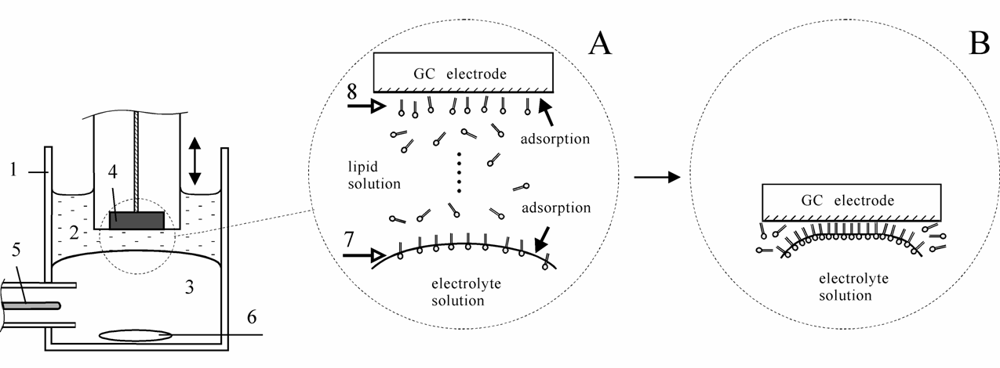 1
2
3
4
5
6
A
GC electrode
8
adsorption
lipid
solution
adsorption
7
electrolyte
solution
B
GC electrode
electrolyte
solution